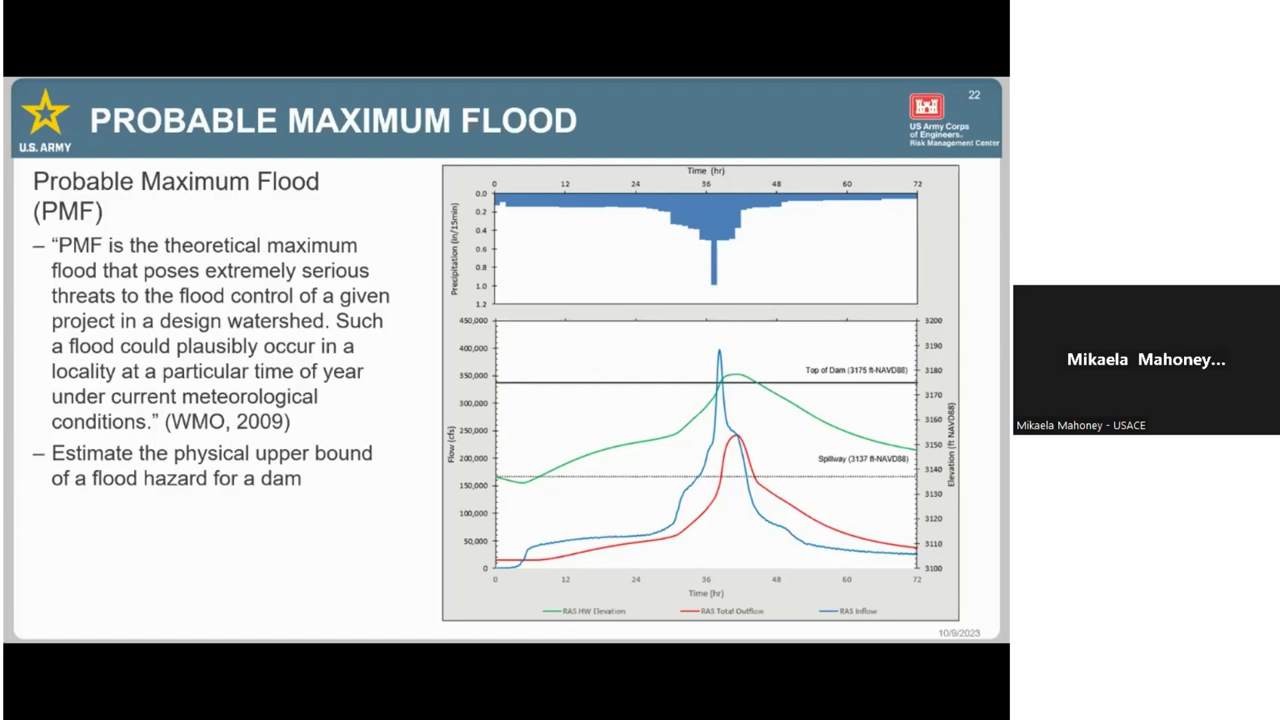 22
PROBABLE MAXIMUM FLOOD
U.S. ARMY
US Army Corps
of Engineers®
Risk Management Center
Probable Maximum Flood
(PMF)
– “PMF is the theoretical maximum
flood that poses extremely serious
threats to the flood control of a given
project in a design watershed. Such
a flood could plausibly occur in a
locality at a particular time of year
under current meteorological
conditions.” (WMO, 2009)
– Estimate the physical upper bound
of a flood hazard for a dam
Time (hr)
0 12 24 36 48 60 72
Precipitation (in/15min)
0.0
0.2
0.4
0.6
0.8
1.0
1.2
Flow (cfs)
450,000
400,000
350,000
300,000
250,000
200,000
150,000
100,000
50,000
0
Top of Dam (3175 ft-NAVD88)
Spillway (3137 ft-NAVD88)
3200
3190
3180
3170
3160
3150
3140
3130
3120
3110
3100
Elevation (ft NAVD88)
0 12 24 36 48 60 72
Time (hr)
RAS HW Elevation RAS Total Outflow RAS Inflow
10/9/2023
Mikaela Mahoney...
Mikaela Mahoney - USACE